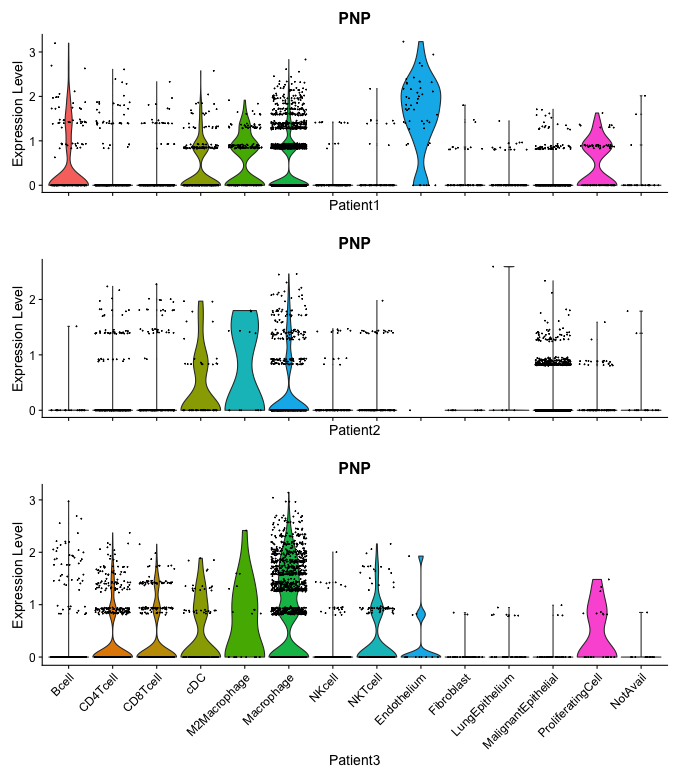 PNP
Expression Level
3
2
1
0
Patient1
PNP
Expression Level
2
1
0
Patient2
PNP
Expression Level
3
2
1
0
Bcell
CD4Tcell
CD8Tcell
cDC
M2Macrophage
Macrophage
NKcell
NKTcell
Endothelium
Fibroblast
LungEpithelium
MalignantEpithelial
ProliferatingCell
NotAvail
Patient3